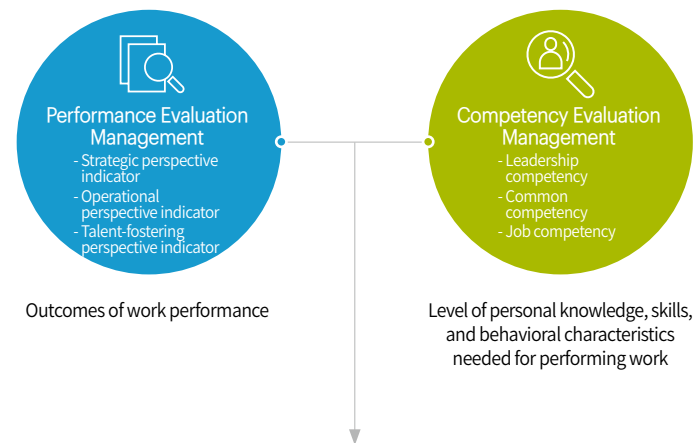 Performance Evaluation
Management
- Strategic perspective
indicator
- Operational
perspective indicator
- Talent-fostering
perspective indicator
Outcomes of work performance
Competency Evaluation
Management
- Leadership
competency
- Common
competency
- Job competency
Level of personal knowledge, skills,
and behavioral characteristics
needed for performing work